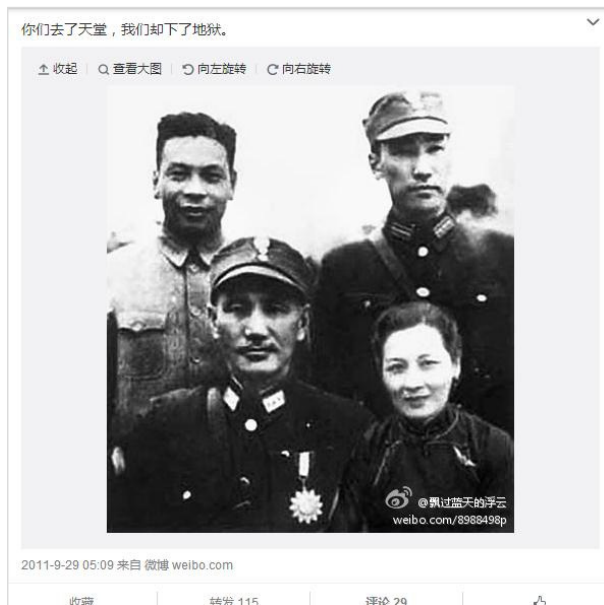 你们去了天堂，我们却下了地狱。
收起 查看大图 向左旋转 向右旋转
@飘过蓝天的浮云
weibo.com/8988498p
2011-9-29 05:09 来自 微博 weibo.com
收藏 转发 115 评论 29